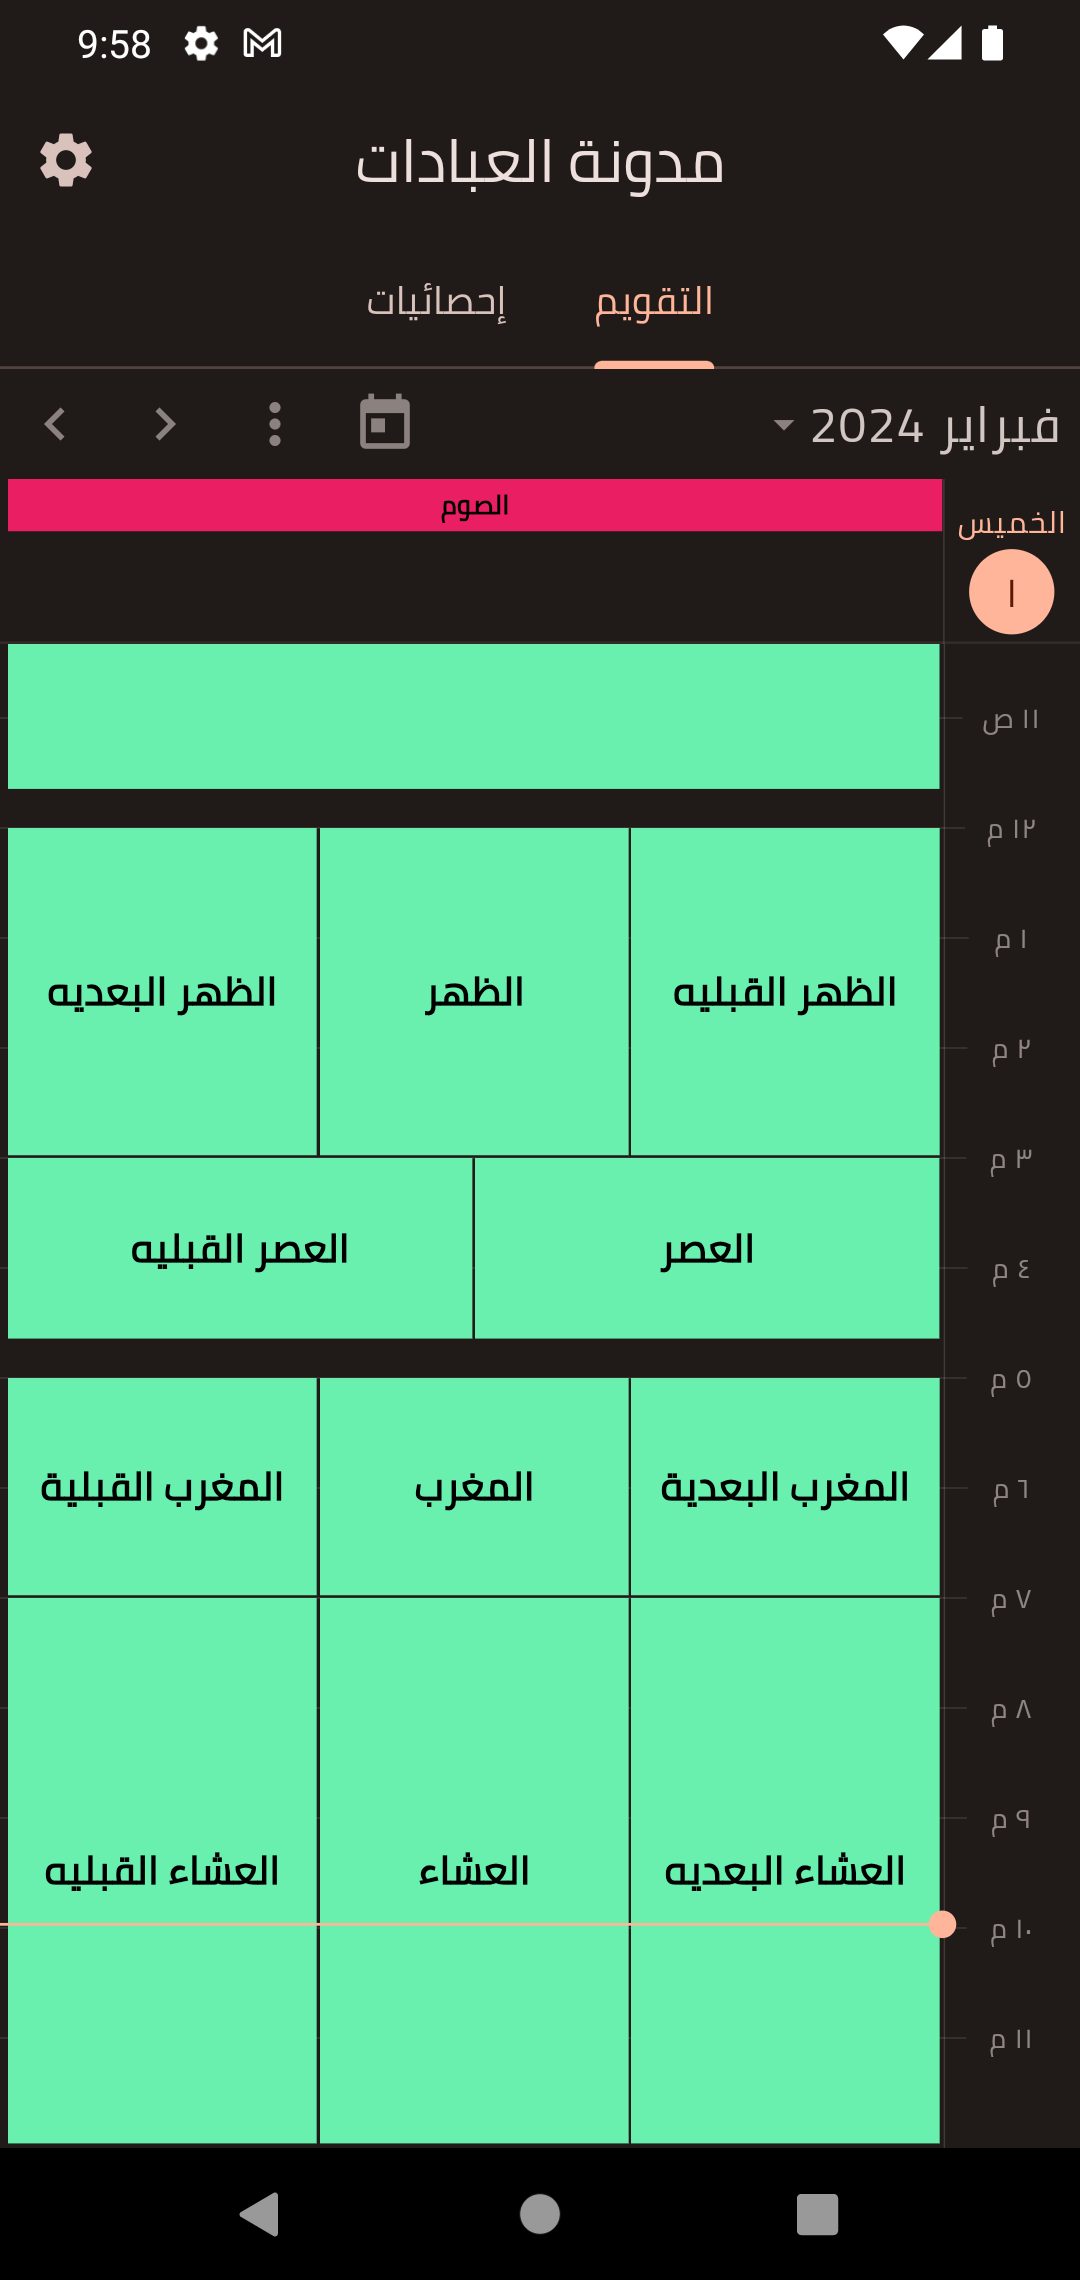 9:58
مدونة العبادات
التقويم
إحصائيات
فبراير 2024
الخميس
١
الصوم
١١ ص
١٢ م
١ م
الظهر القبليه
الظهر
الظهر البعديه
٢ م
٣ م
العصر
العصر القبليه
٤ م
٥ م
المغرب البعدية
المغرب
المغرب القبلية
٦ م
٧ م
٨ م
٩ م
العشاء البعديه
العشاء
العشاء القبليه
١٠ م
١١ م